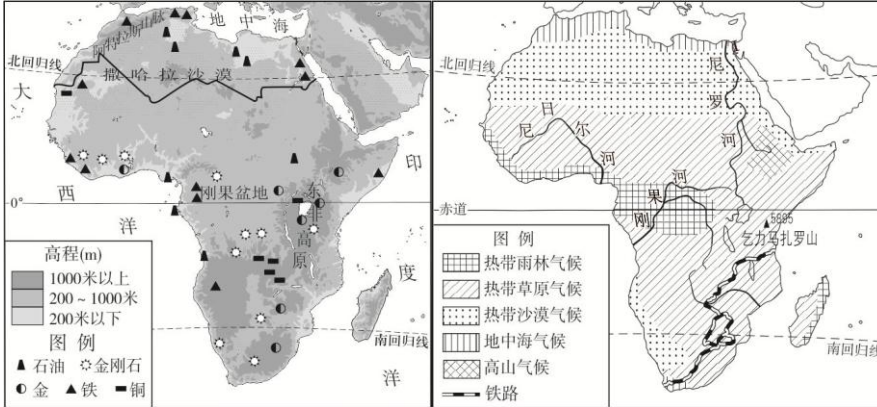 地中海
阿特拉斯山脉
北回归线
撒哈拉沙漠
大
西
洋
印
度
洋
刚果盆地
东非高原
0°
南回归线
高程(m)
1000米以上
200~1000米
200米以下
图例
石油
金刚石
金
铁
铜
北回归线
尼罗河
尼日尔河
刚果河
赤道
5895
乞力马扎罗山
南回归线
图例
热带雨林气候
热带草原气候
热带沙漠气候
地中海气候
高山气候
铁路